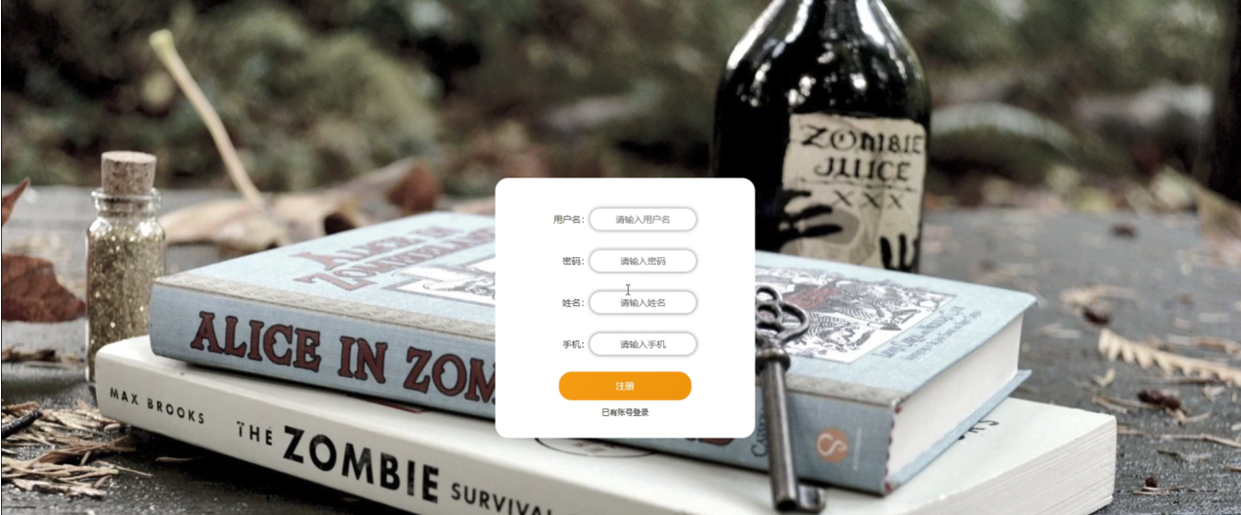 ZOMBIE
JUICE
XXX
用户名： 请输入用户名
密码： 请输入密码
姓名： 请输入姓名
手机： 请输入手机
注册
已有账号登录
ALICE IN
ALICE IN ZOM
MAX BROOKS
THE ZOMBIE SURVIVAL